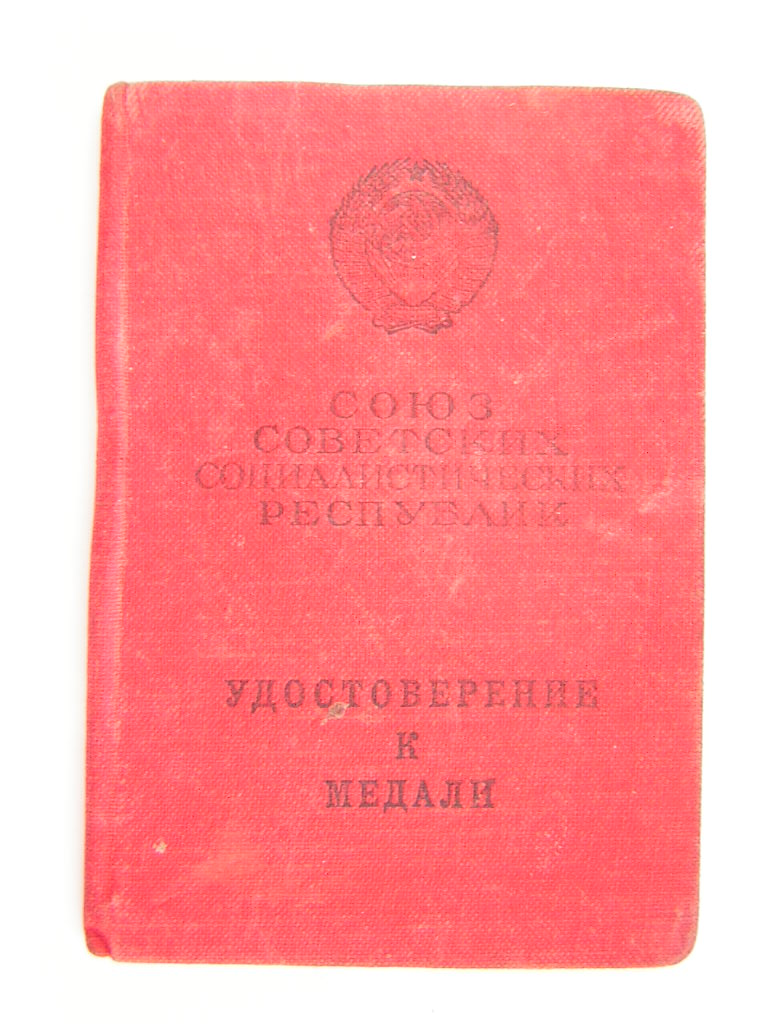 СОЮЗ
СОВЕТСКИХ
СОЦИАЛИСТИЧЕСКИХ
РЕСПУБЛИК
УДОСТОВЕРЕНИЕ
К
МЕДАЛИ